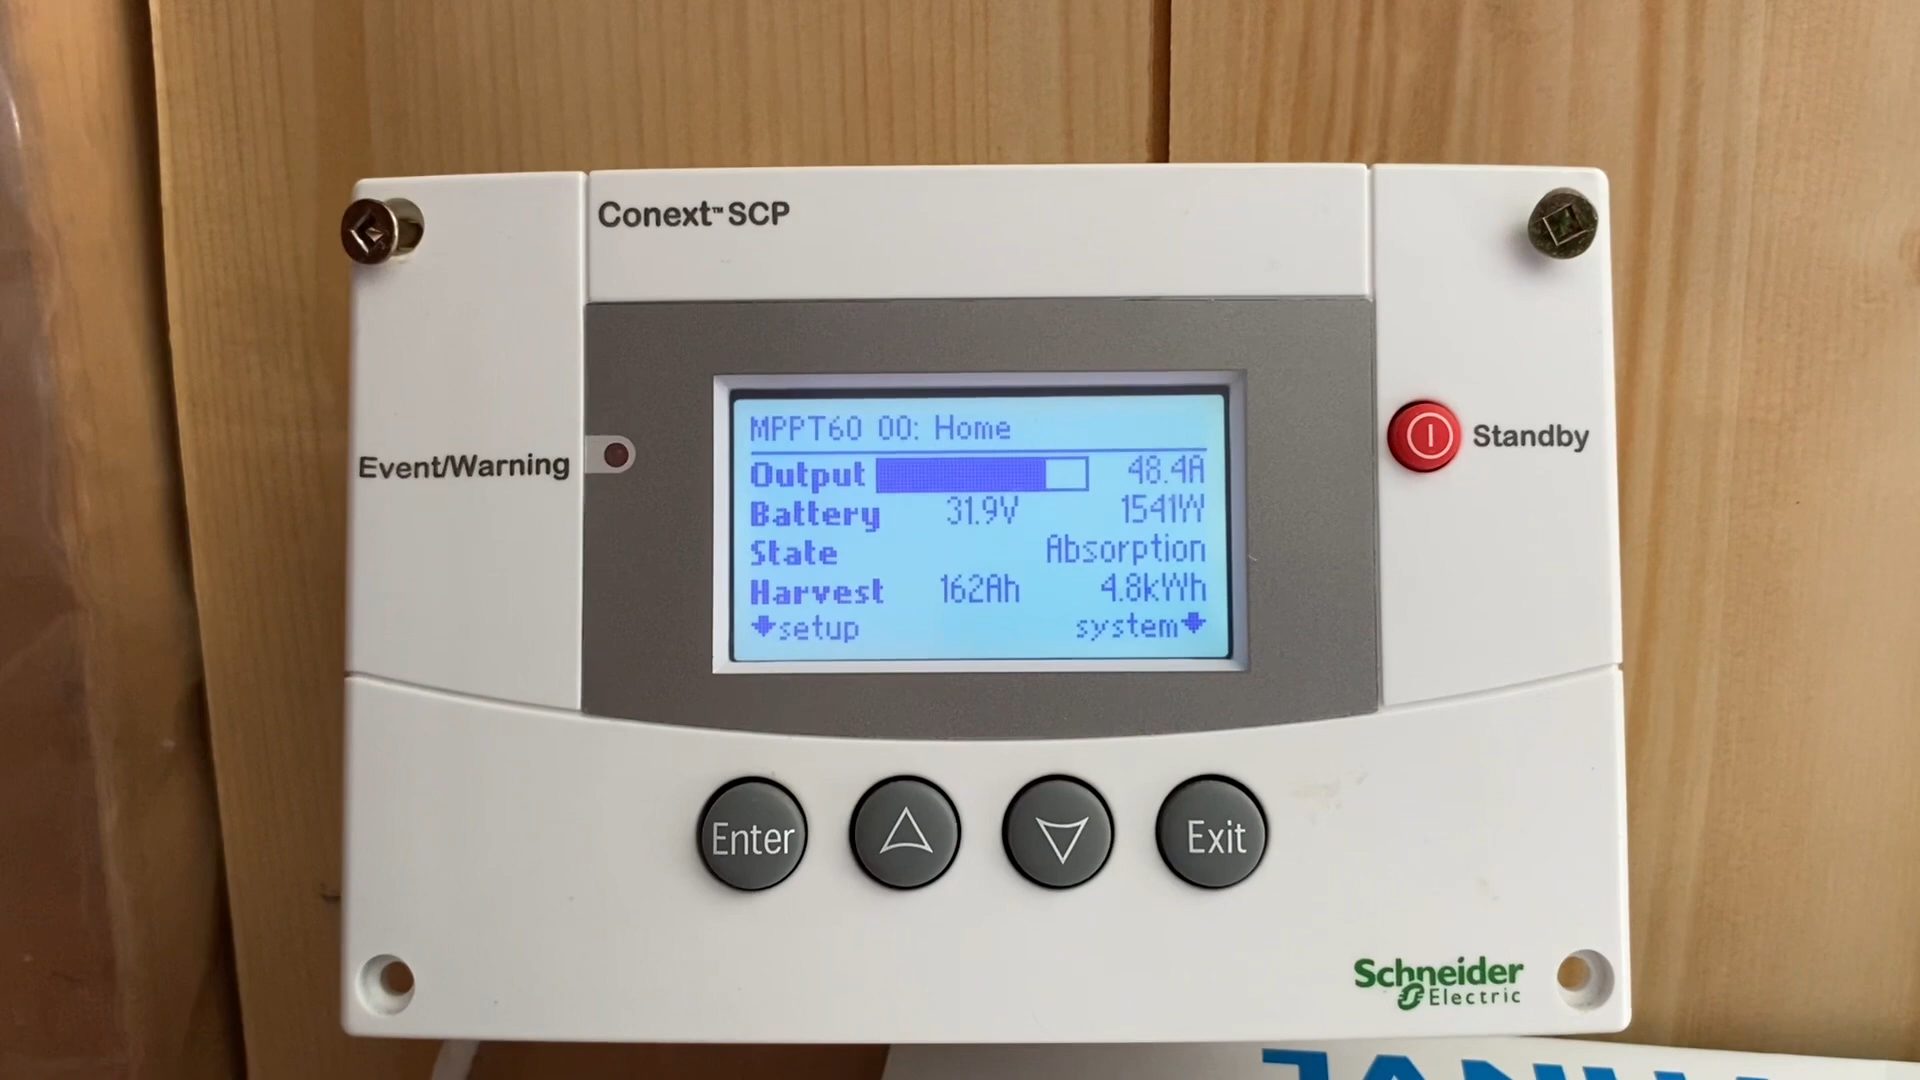 Conext™ SCP
Event/Warning
Standby
MPPT60 00: Home
Output 48.4A
Battery 31.9V 1541W
State Absorption
Harvest 162Ah 4.8kWh
setup system
Enter Exit
Schneider
Electric